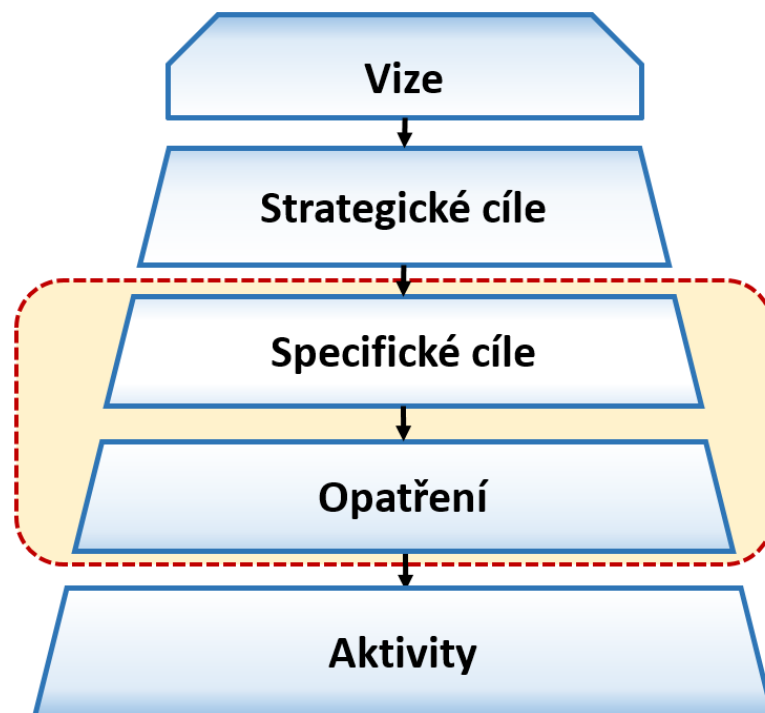 Vize
Strategické cíle
Specifické cíle
Opatření
Aktivity